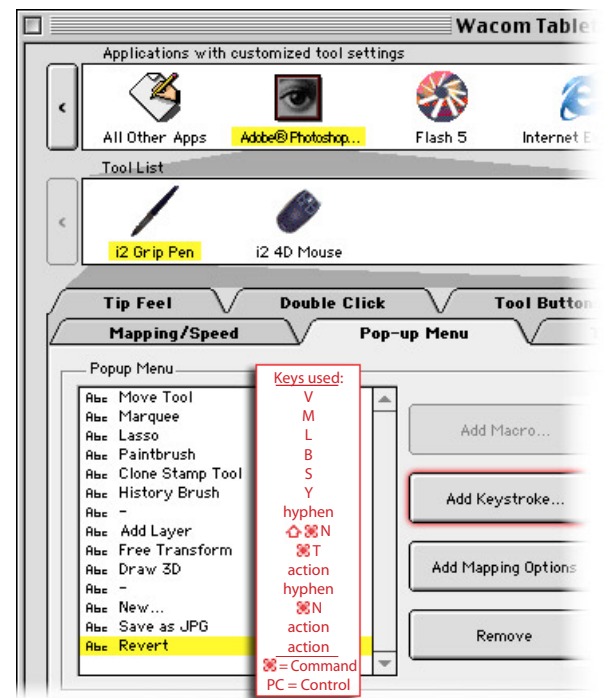 Wacom Table
Applications with customized tool settings
All Other Apps
Adobe® Photoshop...
Flash 5
Internet E
Tool List
i2 Grip Pen
i2 4D Mouse
Tip Feel
Double Click
Tool Button
Mapping/Speed
Pop-up Menu
Popup Menu
Keys used:
Abc Move Tool V
Abc Marquee M
Abc Lasso L
Abc Paintbrush B
Abc Clone Stamp Tool S
Abc History Brush Y
Abc - hyphen
Abc Add Layer ⇧⌘N
Abc Free Transform ⌘T
Abc Draw 3D action
Abc - hyphen
Abc New... ⌘N
Abc Save as JPG action
Abc Revert action
⌘ = Command
PC = Control
Add Macro...
Add Keystroke...
Add Mapping Options
Remove